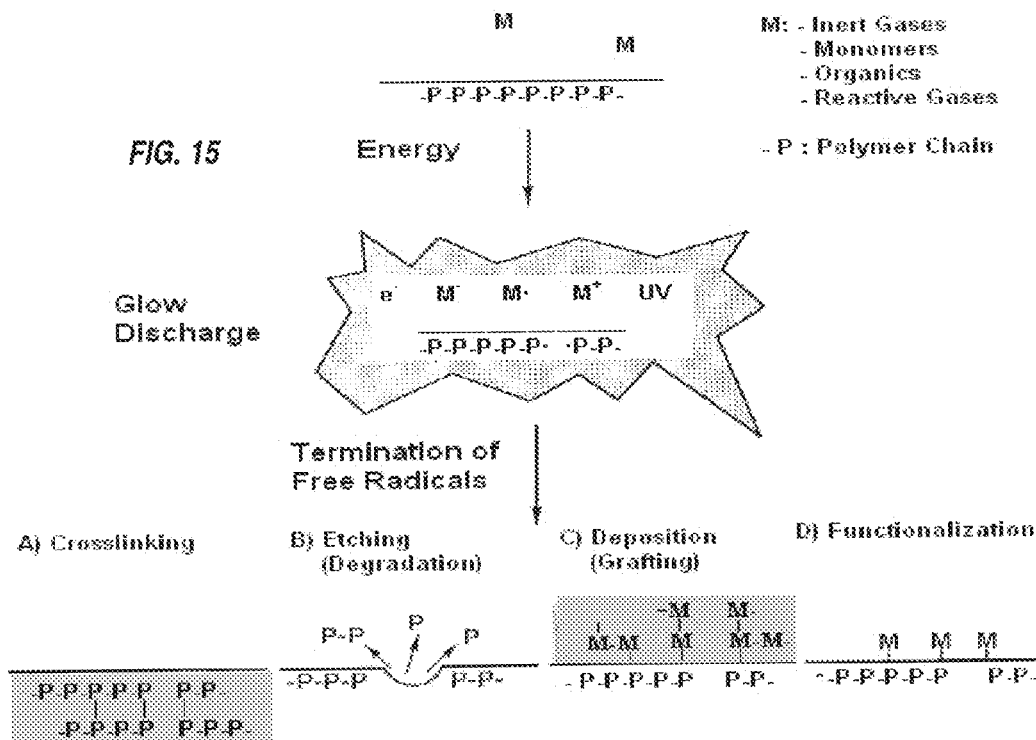 M
M
-P-P-P-P-P-P-P-
M: - Inert Gases
- Monomers
- Organics
- Reactive Gases
- P : Polymer Chain
FIG. 15
Energy
Glow
Discharge
e- M- M· M+ UV
-P-P-P-P-P· ·P-P-
Termination of
Free Radicals
A) Crosslinking
P P P P P P P
-P-P-P-P -P-P-P-
B) Etching
(Degradation)
P-P P P
-P-P-P P-P-
C) Deposition
(Grafting)
-M M
M-M M M-M
-P-P-P-P-P P-P-
D) Functionalization
M M M
-P-P-P-P-P P-P-